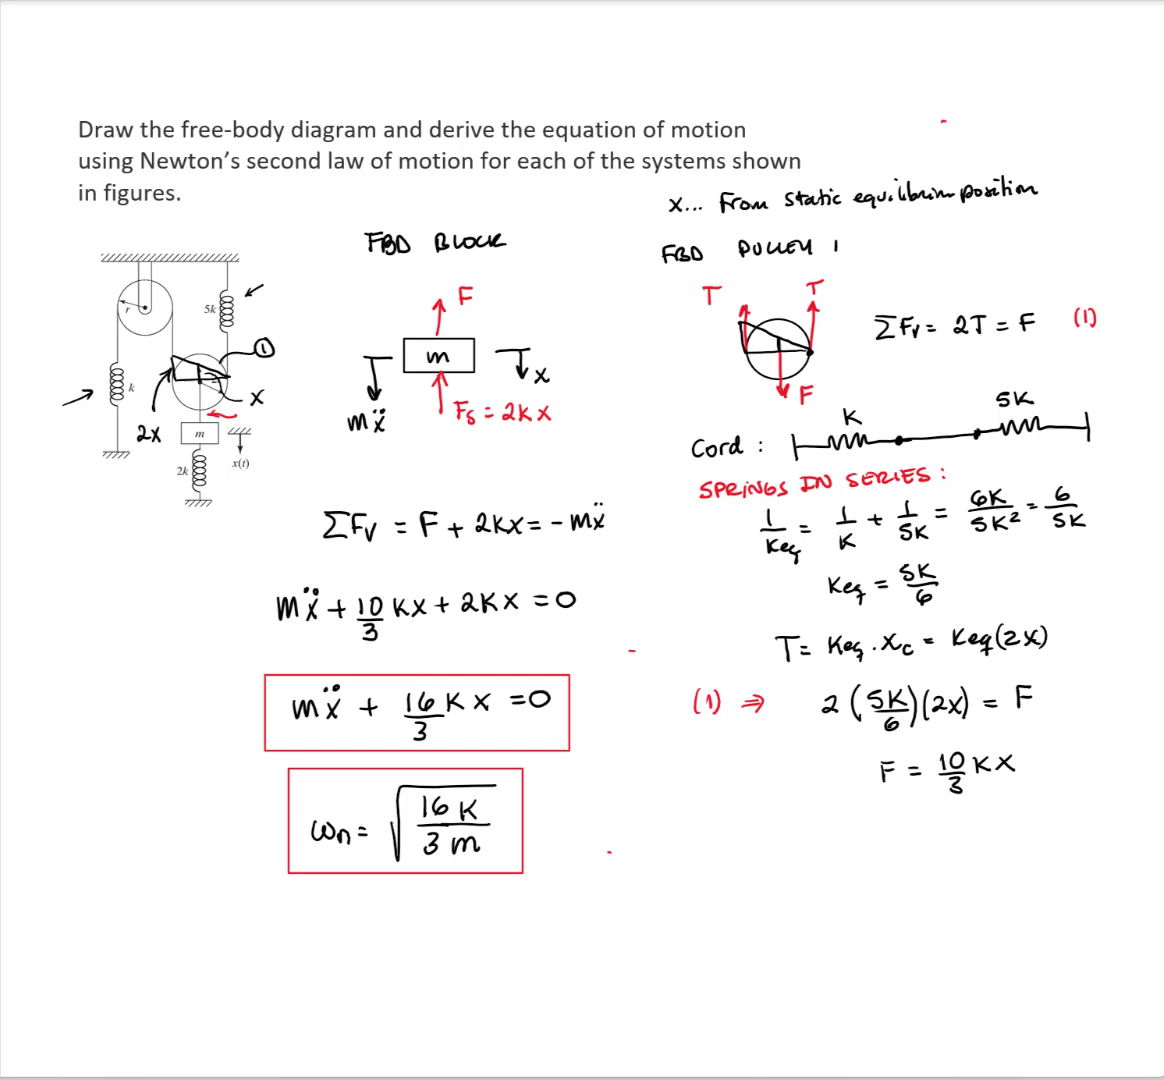 Draw the free-body diagram and derive the equation of motion
using Newton's second law of motion for each of the systems shown
in figures.
x... From static equilibrium position
FBD BLOCK
FBD PULLEY 1
r
5k
1
k
2x
x
m
x(t)
2k
F
m
x
mẍ
Fs = 2kx
T
T
F
ΣFv = 2T = F (1)
Cord :
K
5K
SPRINGS IN SERIES :
1/Keq = 1/K + 1/5K = 6K/5K² = 6/5K
Keq = 5K/6
T = Keq . Xc = Keq(2x)
(1) ⇒ 2(5K/6)(2x) = F
F = 10/3 KX
ΣFv = F + 2kx = - mẍ
mẍ + 10/3 kx + 2kx = 0
mẍ + 16/3 K x = 0
ωn = √(16K/3m)